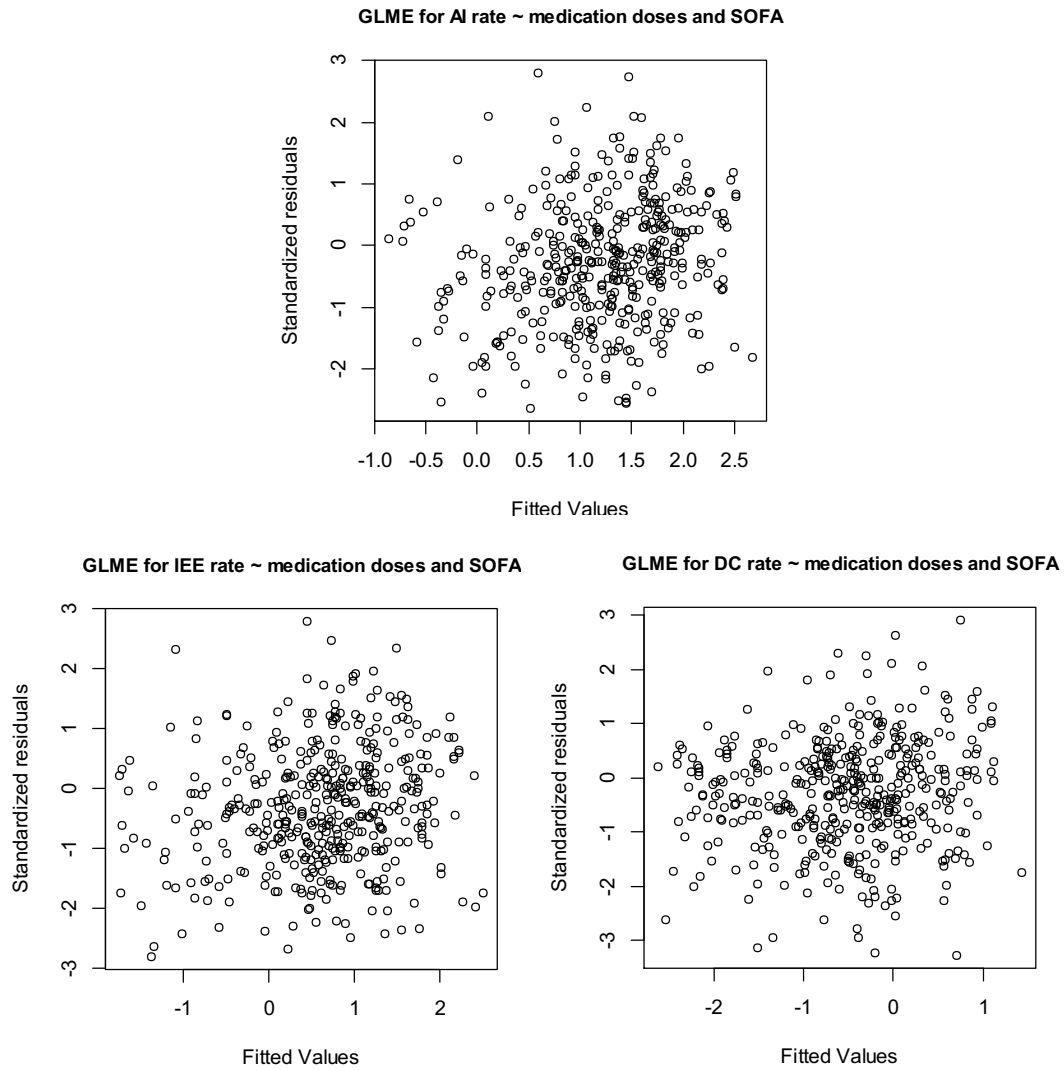 GLME for AI rate ~ medication doses and SOFA
Standardized residuals
3
2
1
0
-1
-2
-1.0 -0.5 0.0 0.5 1.0 1.5 2.0 2.5
Fitted Values
GLME for IEE rate ~ medication doses and SOFA
Standardized residuals
3
2
1
0
-1
-2
-3
-1 0 1 2
Fitted Values
GLME for DC rate ~ medication doses and SOFA
Standardized residuals
3
2
1
0
-1
-2
-3
-2 -1 0 1
Fitted Values